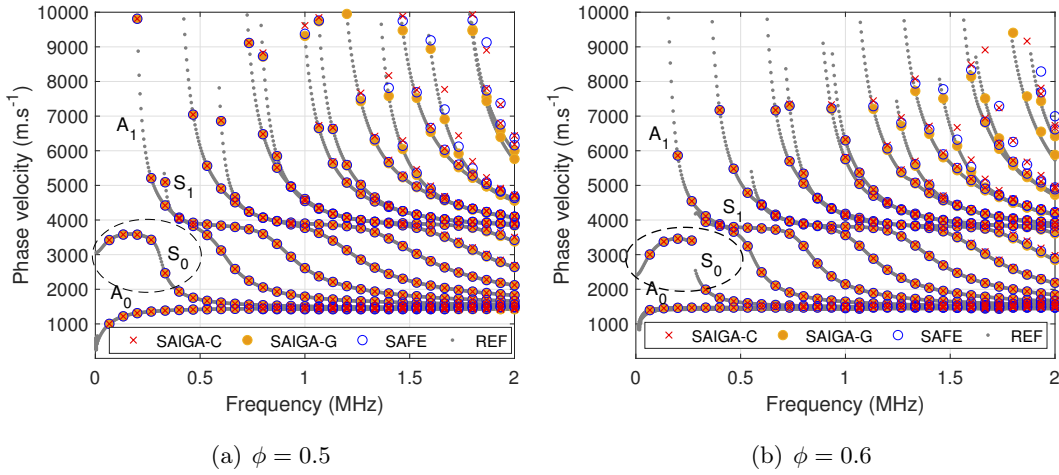 10000
9000
8000
7000
6000
5000
4000
3000
2000
1000
Phase velocity (m.s⁻¹)
A₁
S₁
S₀
A₀
× SAIGA-C ● SAIGA-G ○ SAFE • REF
0 0.5 1 1.5 2
Frequency (MHz)
(a) ϕ = 0.5
10000
9000
8000
7000
6000
5000
4000
3000
2000
1000
Phase velocity (m.s⁻¹)
A₁
S₁
S₀
A₀
× SAIGA-C ● SAIGA-G ○ SAFE • REF
0 0.5 1 1.5 2
Frequency (MHz)
(b) ϕ = 0.6